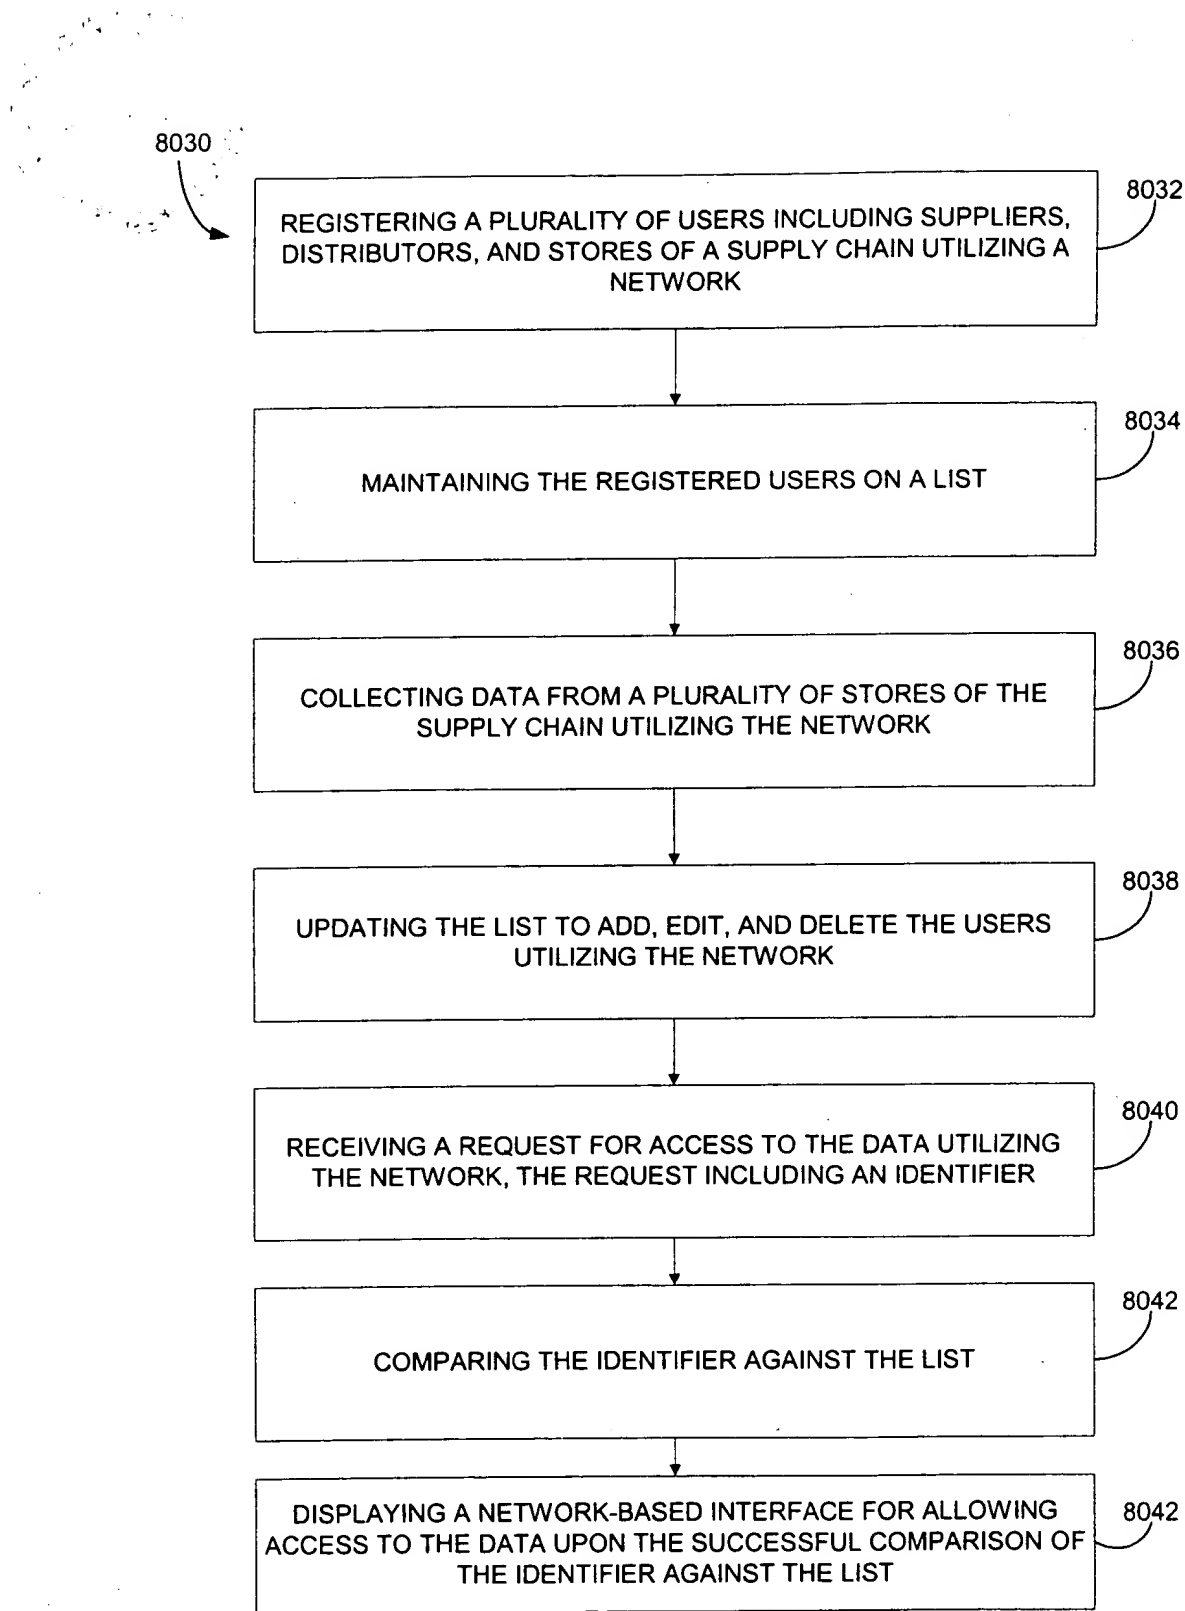 8030
8032
REGISTERING A PLURALITY OF USERS INCLUDING SUPPLIERS,
DISTRIBUTORS, AND STORES OF A SUPPLY CHAIN UTILIZING A
NETWORK
8034
MAINTAINING THE REGISTERED USERS ON A LIST
8036
COLLECTING DATA FROM A PLURALITY OF STORES OF THE
SUPPLY CHAIN UTILIZING THE NETWORK
8038
UPDATING THE LIST TO ADD, EDIT, AND DELETE THE USERS
UTILIZING THE NETWORK
8040
RECEIVING A REQUEST FOR ACCESS TO THE DATA UTILIZING
THE NETWORK, THE REQUEST INCLUDING AN IDENTIFIER
8042
COMPARING THE IDENTIFIER AGAINST THE LIST
8042
DISPLAYING A NETWORK-BASED INTERFACE FOR ALLOWING
ACCESS TO THE DATA UPON THE SUCCESSFUL COMPARISON OF
THE IDENTIFIER AGAINST THE LIST